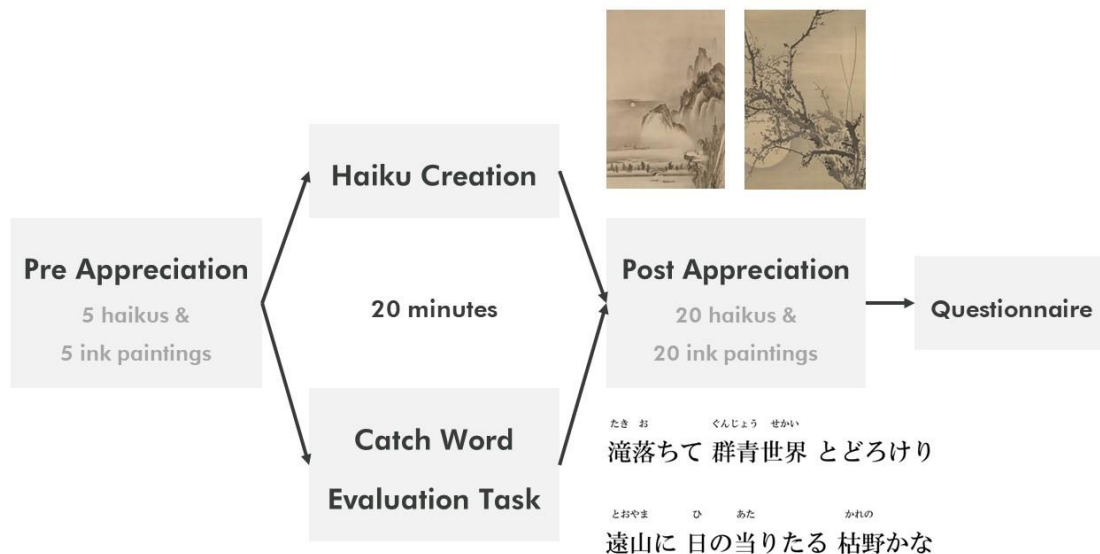 Pre Appreciation
5 haikus &
5 ink paintings
Haiku Creation
20 minutes
Catch Word
Evaluation Task
Post Appreciation
20 haikus &
20 ink paintings
Questionnaire
たき お ぐんじょう せかい
滝落ちて 群青世界 とどろけり
とおやま ひ あた かれの
遠山に 日の当りたる 枯野かな